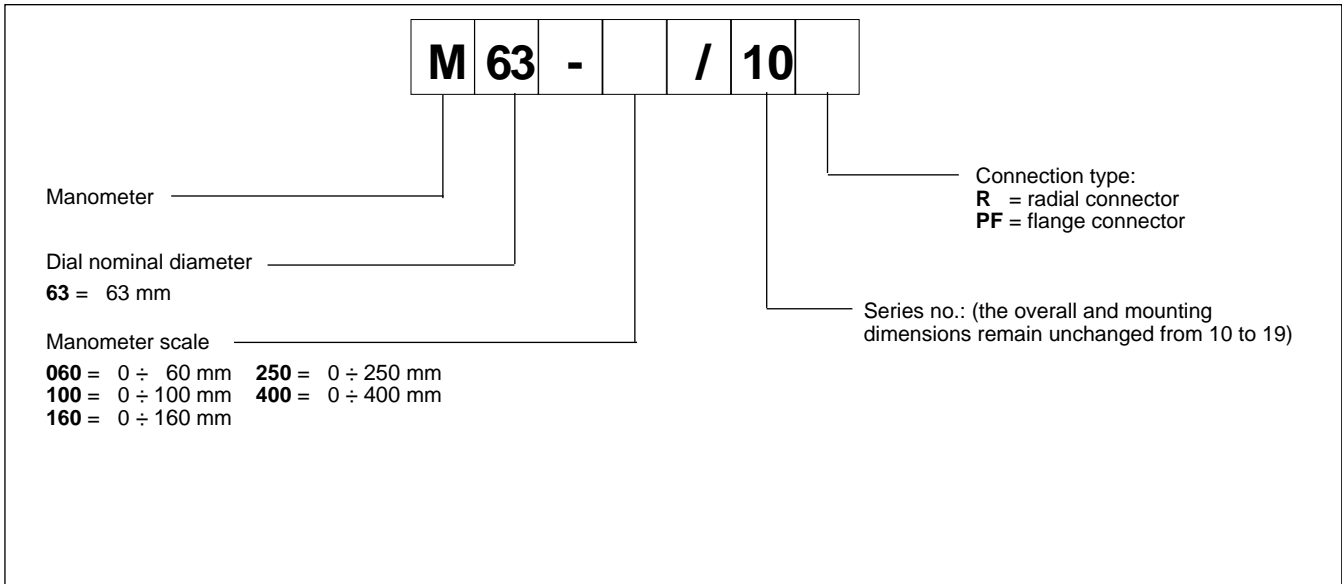 M 63 - / 10
Manometer
Dial nominal diameter
63 = 63 mm
Manometer scale
060 = 0 ÷ 60 mm 250 = 0 ÷ 250 mm
100 = 0 ÷ 100 mm 400 = 0 ÷ 400 mm
160 = 0 ÷ 160 mm
Connection type:
R = radial connector
PF = flange connector
Series no.: (the overall and mounting
dimensions remain unchanged from 10 to 19)